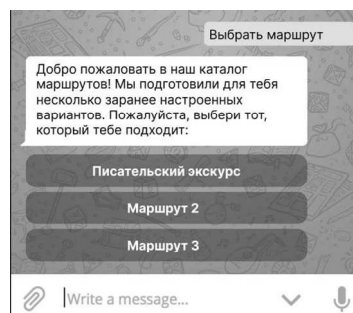 Выбрать маршрут
Добро пожаловать в наш каталог
маршрутов! Мы подготовили для тебя
несколько заранее настроенных
вариантов. Пожалуйста, выбери тот,
который тебе подходит:
Писательский экскурс
Маршрут 2
Маршрут 3
Write a message...